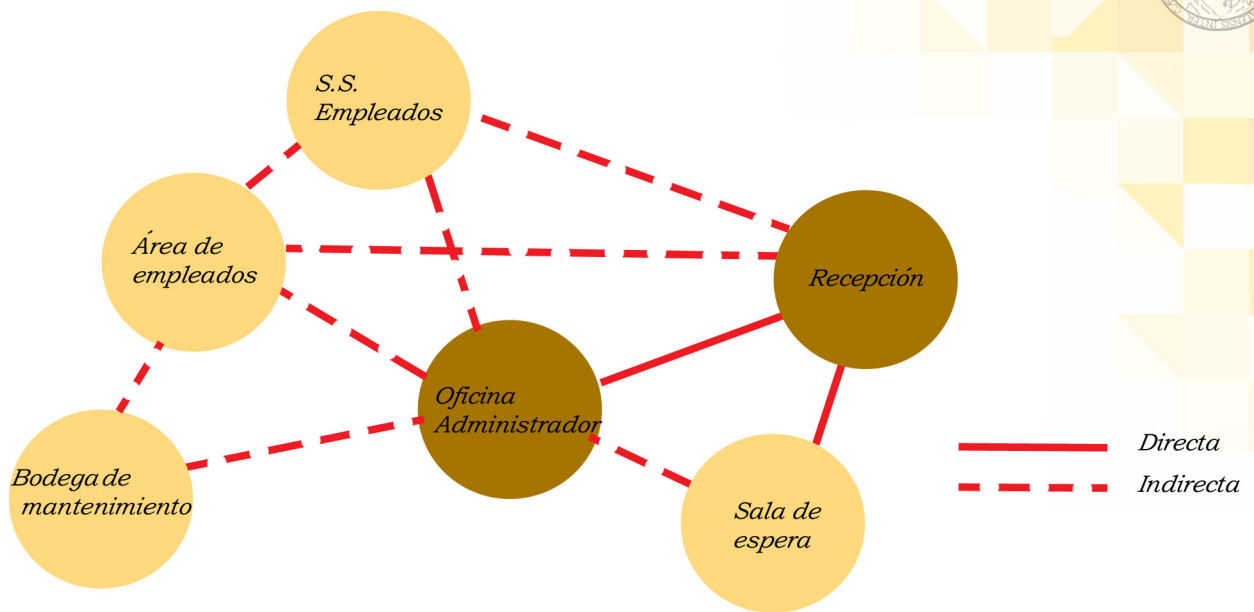 S.S.
Empleados
Área de
empleados
Recepción
Oficina
Administrador
Bodega de
mantenimiento
Sala de
espera
Directa
Indirecta